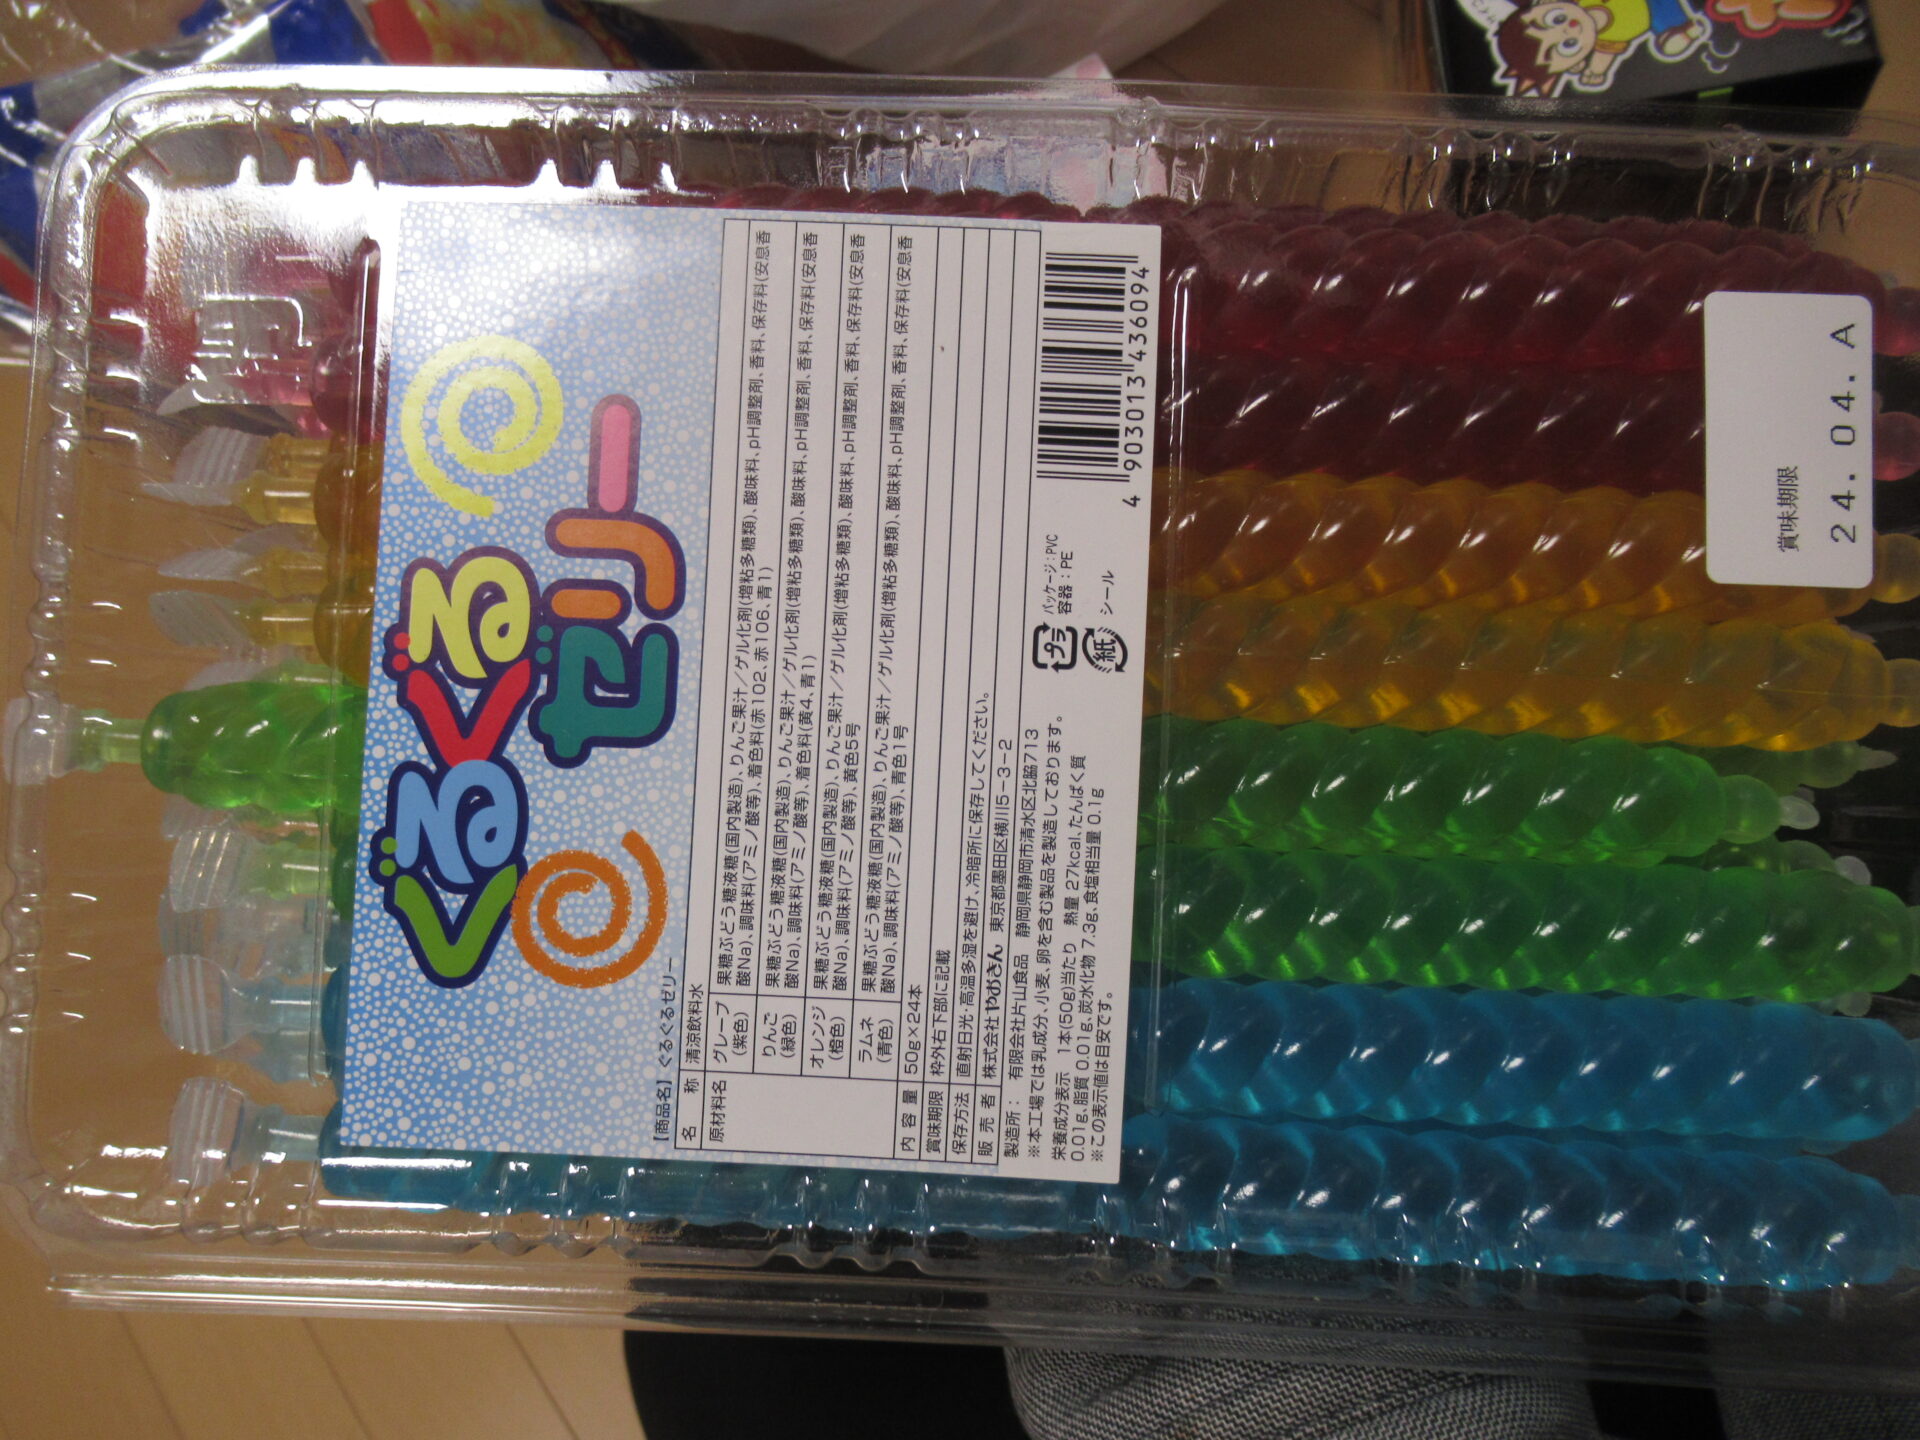 ぐるぐる
ゼリー
【商品名】ぐるぐるゼリー
名 称 清涼飲料水
原材料名
グレープ
(紫色)
果糖ぶどう糖液糖(国内製造)、りんご果汁/ゲル化剤(増粘多糖類)、酸味料、pH調整剤、香料、保存料(安息香
酸Na)、調味料(アミノ酸等)、着色料(赤102、赤106、青1)
りんご
(緑色)
果糖ぶどう糖液糖(国内製造)、りんご果汁/ゲル化剤(増粘多糖類)、酸味料、pH調整剤、香料、保存料(安息香
酸Na)、調味料(アミノ酸等)、着色料(黄4、青1)
オレンジ
(橙色)
果糖ぶどう糖液糖(国内製造)、りんご果汁/ゲル化剤(増粘多糖類)、酸味料、pH調整剤、香料、保存料(安息香
酸Na)、調味料(アミノ酸等)、黄色5号
ラムネ
(青色)
果糖ぶどう糖液糖(国内製造)、りんご果汁/ゲル化剤(増粘多糖類)、酸味料、pH調整剤、香料、保存料(安息香
酸Na)、調味料(アミノ酸等)、青色1号
内 容 量 50g×24本
賞味期限 枠外右下部に記載
保存方法 直射日光・高温多湿を避け、冷暗所に保存してください。
販 売 者 株式会社やおきん 東京都墨田区横川5-3-2
製造所: 有限会社片山食品 静岡県静岡市清水区北脇713
※本工場では乳成分、小麦、卵を含む製品を製造しております。
栄養成分表示 1本(50g)当たり 熱量 27kcal、たんぱく質
0.01g、脂質 0.01g、炭水化物 7.3g、食塩相当量 0.1g
※この表示値は目安です。
プラ
パッケージ:PVC
容器:PE
紙
シール
4 903013 436094
賞味期限
24.04.A